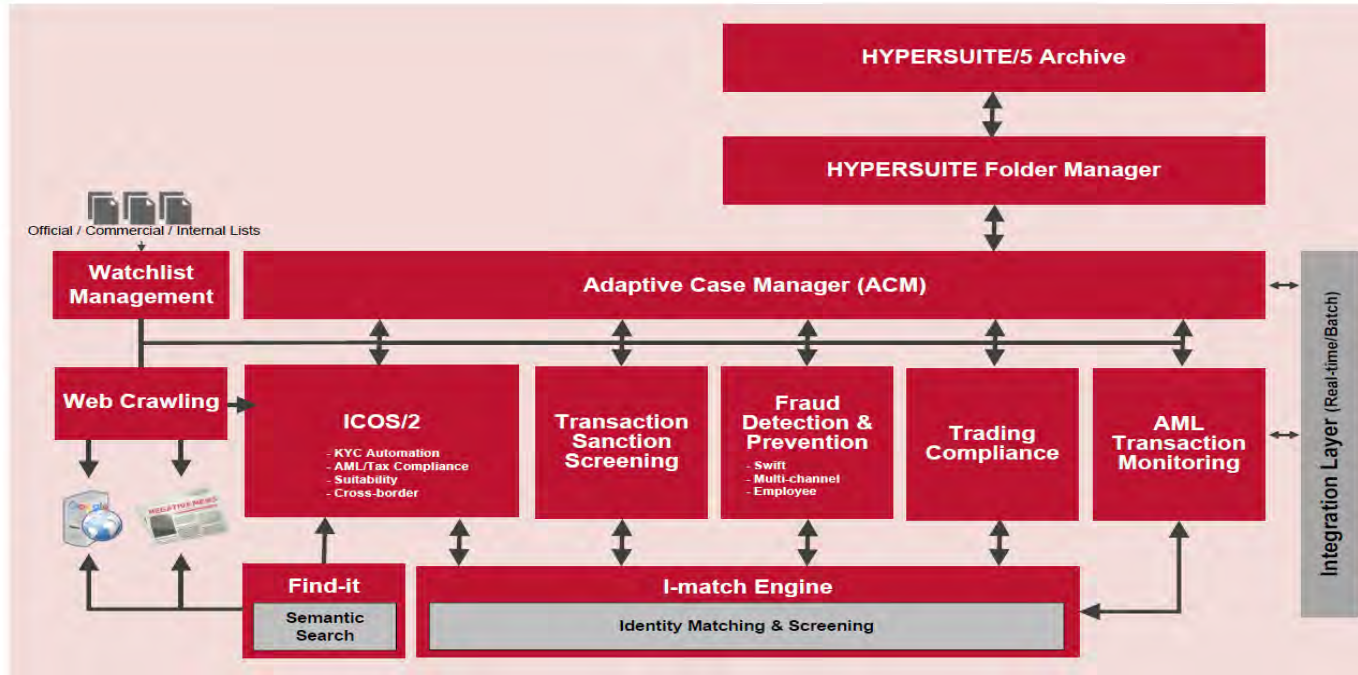 HYPERSUITE/5 Archive
HYPERSUITE Folder Manager
Official / Commercial / Internal Lists
Watchlist
Management
Adaptive Case Manager (ACM)
Integration Layer (Real-time/Batch)
Web Crawling
ICOS/2
- KYC Automation
- AML/Tax Compliance
- Suitability
- Cross-border
Transaction
Sanction
Screening
Fraud
Detection &
Prevention
- Swift
- Multi-channel
- Employee
Trading
Compliance
AML
Transaction
Monitoring
Google
NEGATIVE NEWS
Find-it
Semantic
Search
I-match Engine
Identity Matching & Screening